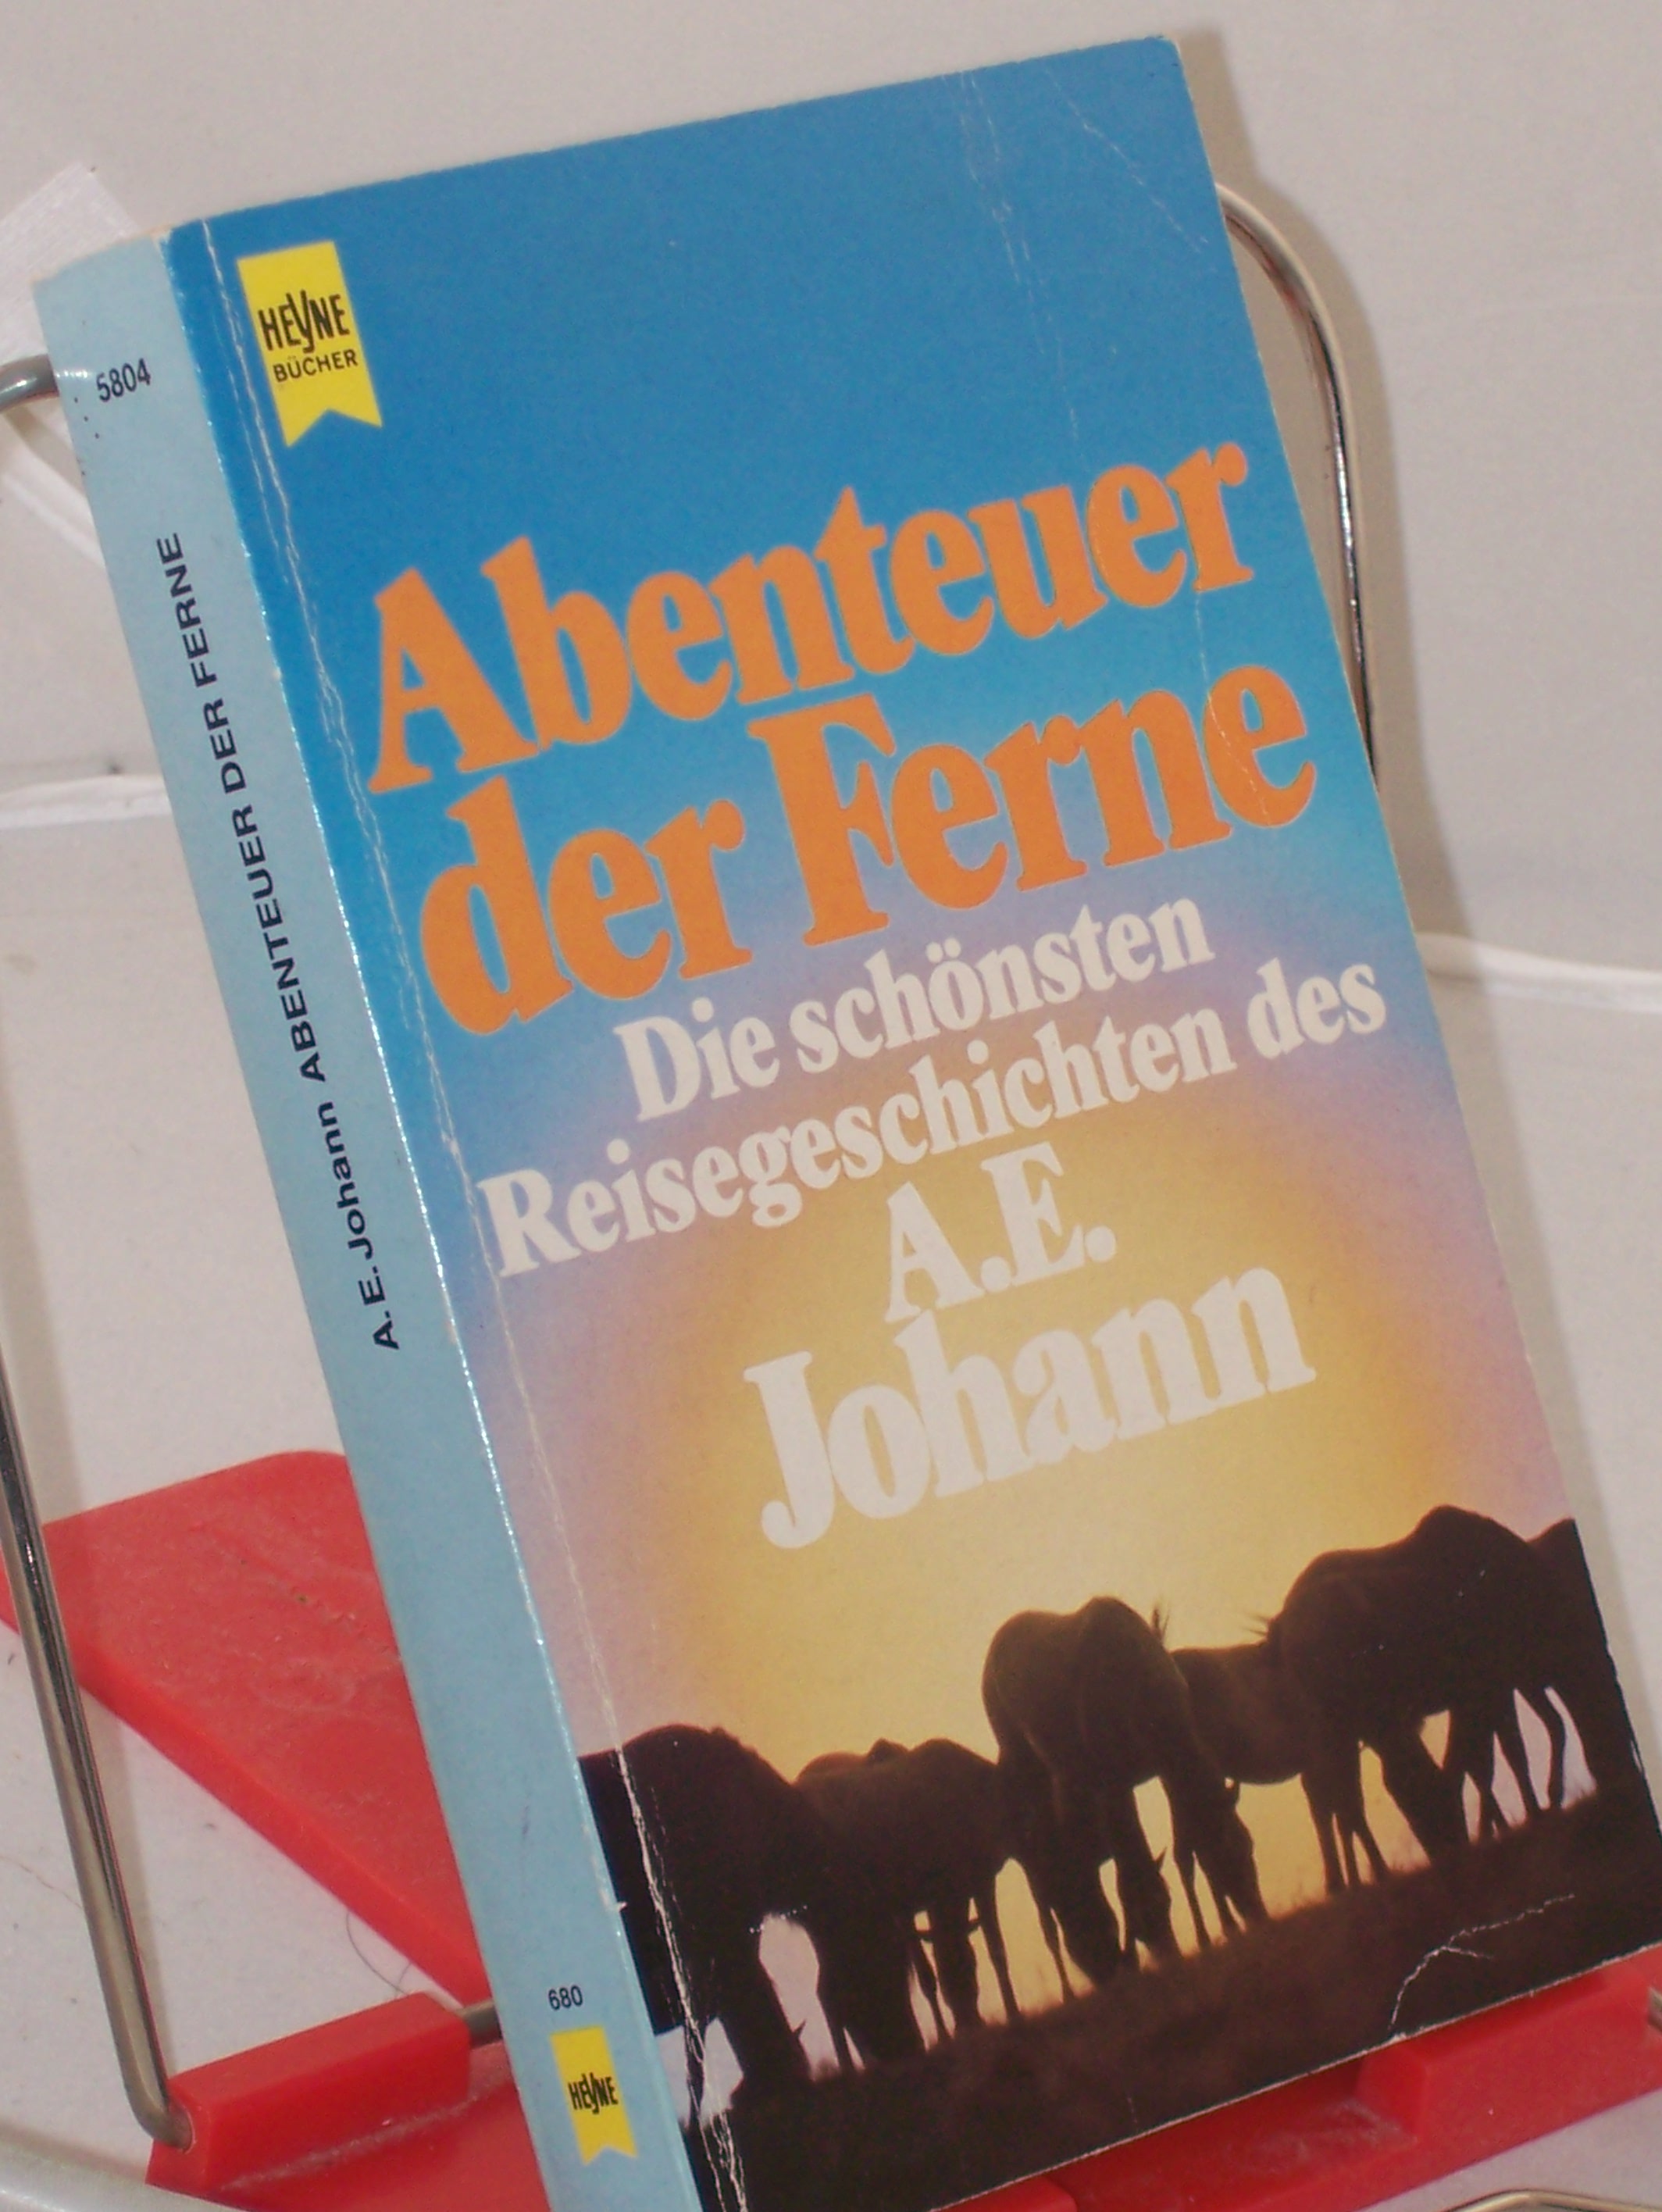 HEYNE
BÜCHER
Abenteuer
der Ferne
Die schönsten
Reisegeschichten des
A.E.
Johann
5804
A.E. Johann ABENTEUER DER FERNE
680
HEYNE